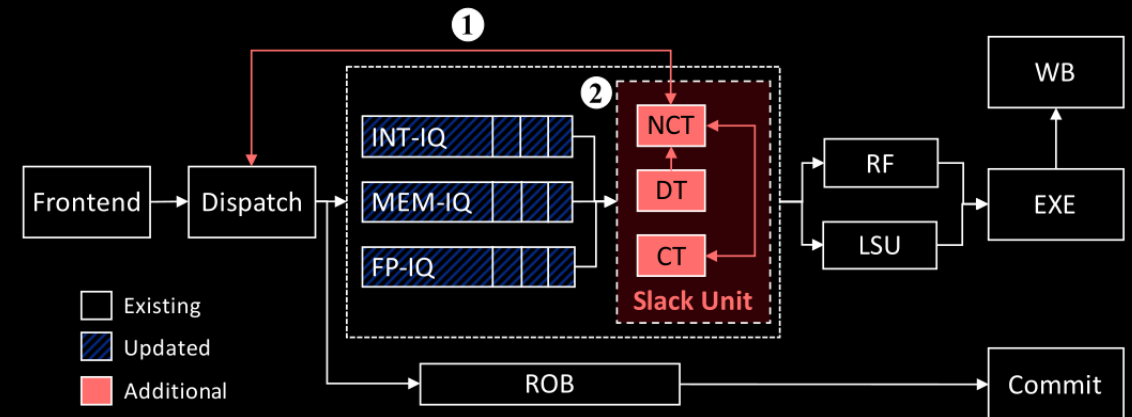 1
2
WB
INT-IQ
NCT
Frontend
Dispatch
MEM-IQ
DT
RF
EXE
FP-IQ
CT
LSU
Slack Unit
Existing
Updated
Additional
ROB
Commit